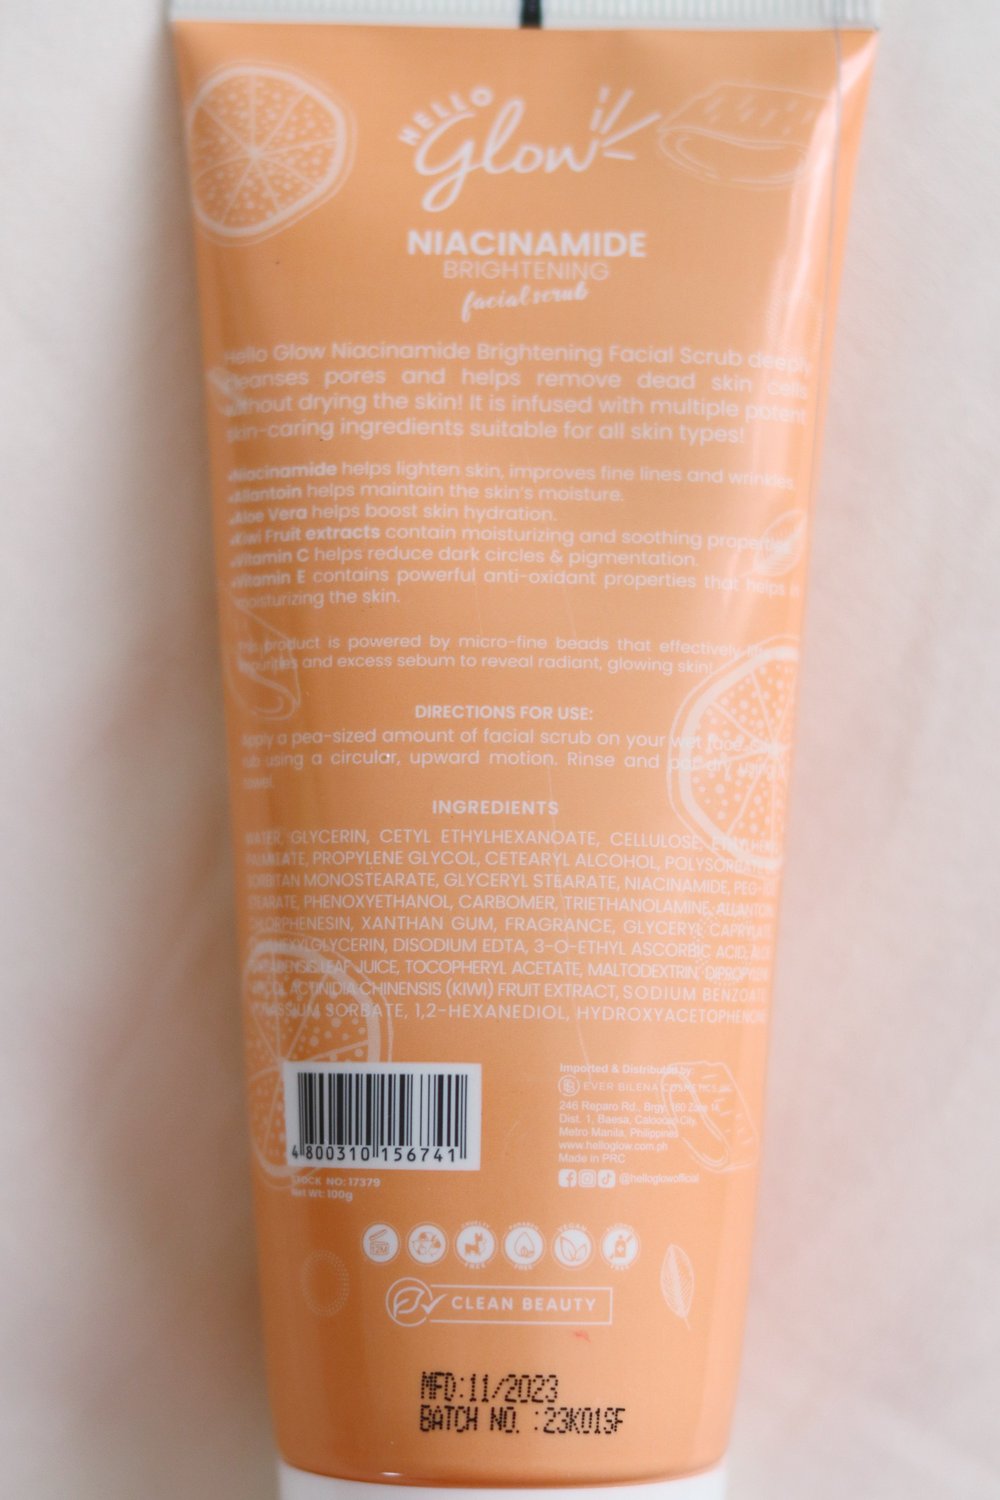 HELLO
Glow
NIACINAMIDE
BRIGHTENING
facial scrub
Hello Glow Niacinamide Brightening Facial Scrub deeply
cleanses pores and helps remove dead skin cells
without drying the skin! It is infused with multiple potent
skin-caring ingredients suitable for all skin types!
•Niacinamide helps lighten skin, improves fine lines and wrinkles.
•Allantoin helps maintain the skin's moisture.
•Aloe Vera helps boost skin hydration.
•Kiwi Fruit extracts contain moisturizing and soothing properties.
•Vitamin C helps reduce dark circles & pigmentation.
•Vitamin E contains powerful anti-oxidant properties that helps in
moisturizing the skin.
This product is powered by micro-fine beads that effectively
impurities and excess sebum to reveal radiant, glowing skin!
DIRECTIONS FOR USE:
Apply a pea-sized amount of facial scrub on your wet face.
rub using a circular, upward motion. Rinse and pat dry using
towel.
INGREDIENTS
WATER, GLYCERIN, CETYL ETHYLHEXANOATE, CELLULOSE, ETHYLHEXYL
PALMITATE, PROPYLENE GLYCOL, CETEARYL ALCOHOL, POLYSORBATE
SORBITAN MONOSTEARATE, GLYCERYL STEARATE, NIACINAMIDE,
STEARATE, PHENOXYETHANOL, CARBOMER, TRIETHANOLAMINE, ALLANTOIN,
CHLORPHENESIN, XANTHAN GUM, FRAGRANCE, GLYCERYL CAPRYLATE,
ETHYLHEXYLGLYCERIN, DISODIUM EDTA, 3-O-ETHYL ASCORBIC ACID, ALOE
BARBADENSIS LEAF JUICE, TOCOPHERYL ACETATE, MALTODEXTRIN, DIPROPYLENE
GLYCOL, ACTINIDIA CHINENSIS (KIWI) FRUIT EXTRACT, SODIUM BENZOATE,
POTASSIUM SORBATE, 1,2-HEXANEDIOL, HYDROXYACETOPHENONE
4 800310 156741
STOCK NO: 17379
Net Wt: 100g
Imported & Distributed by
EVER BILENA COSMETICS, INC.
246 Reparo Rd., Brgy. 160 Zone 14
Dist. 1, Baesa, Caloocan City,
Metro Manila, Philippines
www.helloglow.com.ph
Made in PRC
@helloglowofficial
12M
CRUELTY FREE
PARABEN FREE
VEGAN
FREE
CLEAN BEAUTY
MFD:11/2023
BATCH NO. :23K01SF